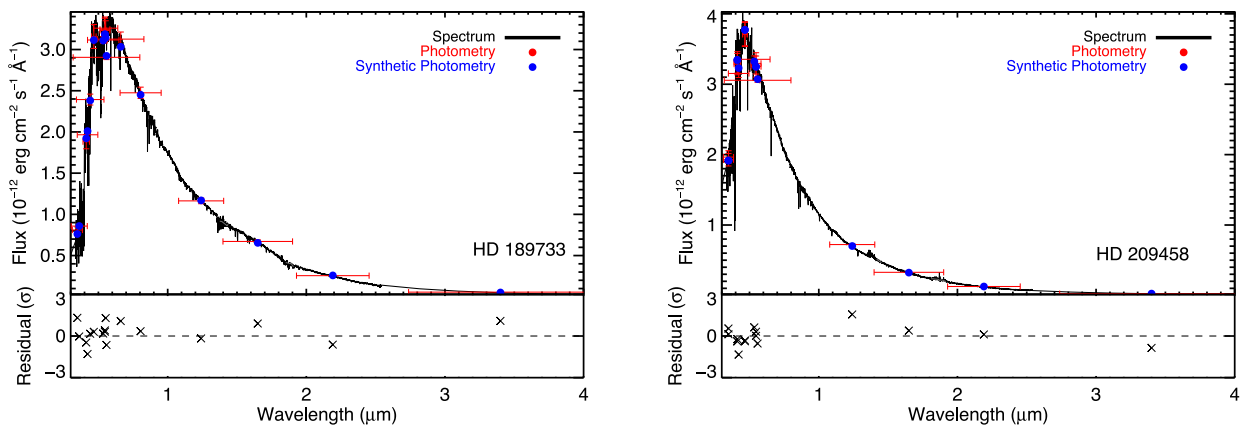 Spectrum
Photometry
Synthetic Photometry
3.0
2.5
2.0
1.5
1.0
0.5
Flux (10⁻¹² erg cm⁻² s⁻¹ Å⁻¹)
HD 189733
3
0
−3
Residual (σ)
1 2 3 4
Wavelength (μm)
Spectrum
Photometry
Synthetic Photometry
4
3
2
1
Flux (10⁻¹² erg cm⁻² s⁻¹ Å⁻¹)
HD 209458
3
0
−3
Residual (σ)
1 2 3 4
Wavelength (μm)